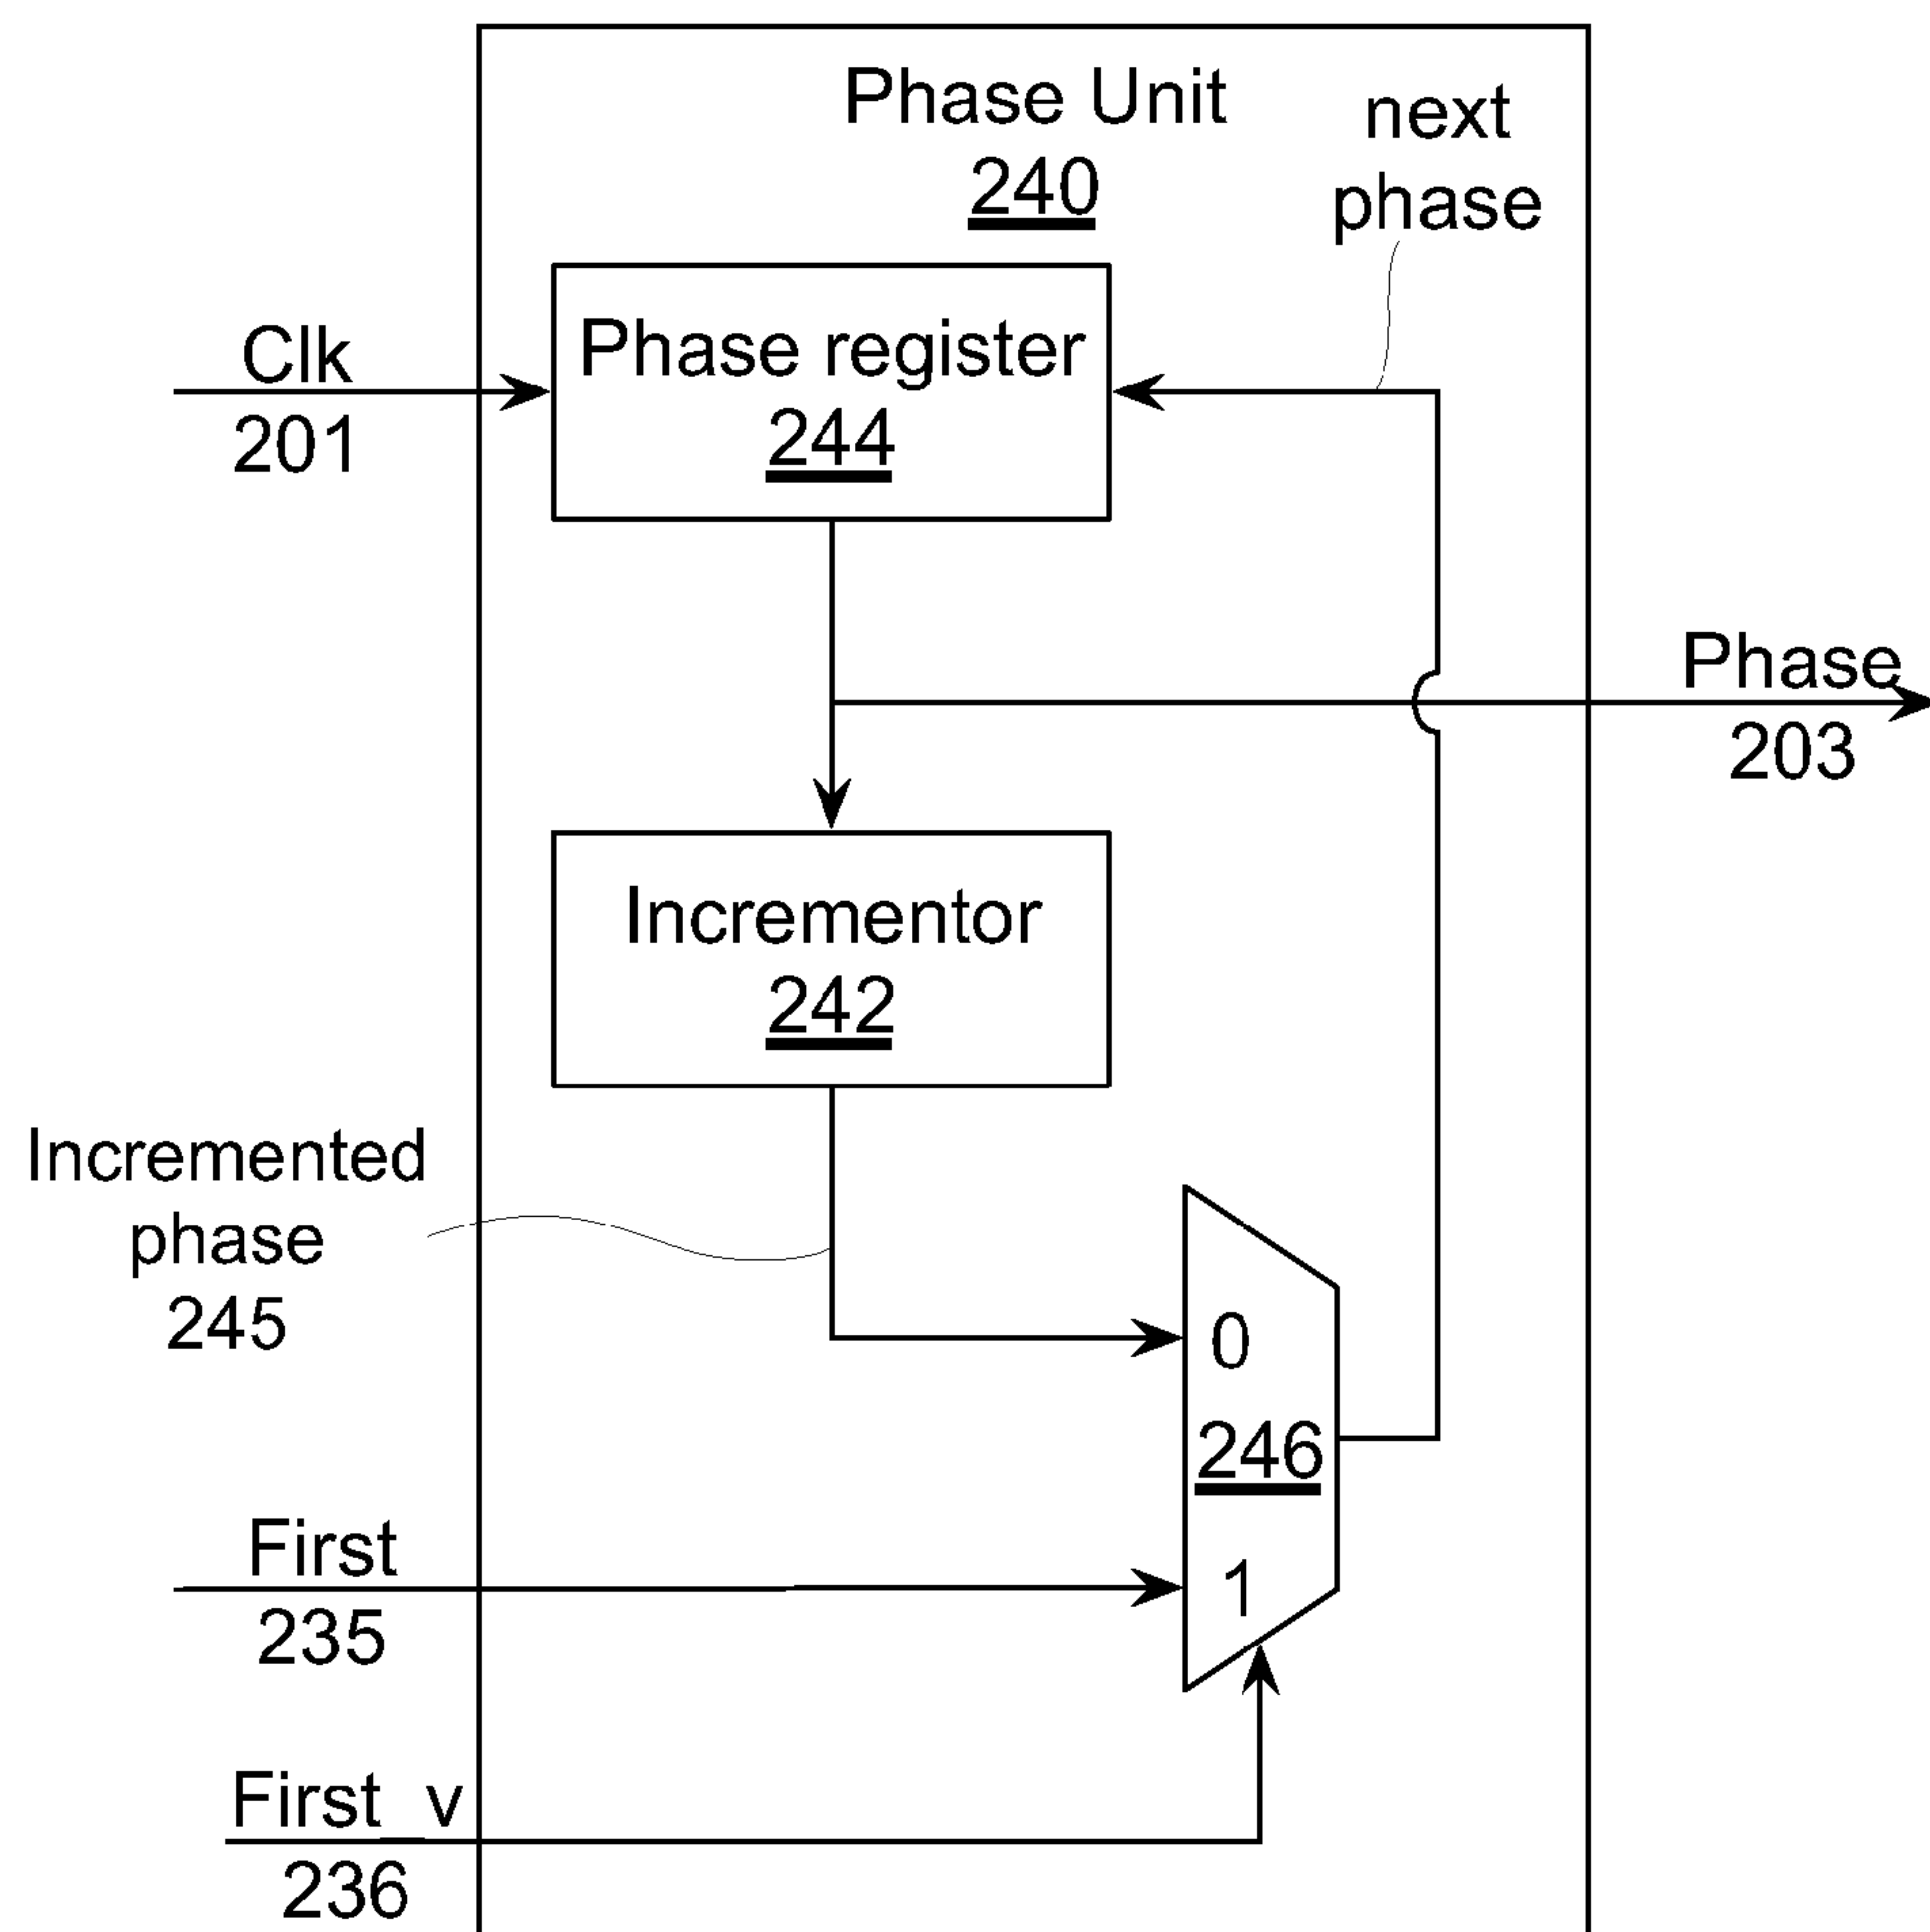 Phase Unit
240
next
phase
Clk
201
Phase register
244
Phase
203
Incrementor
242
Incremented
phase
245
0
246
1
First
235
First_v
236